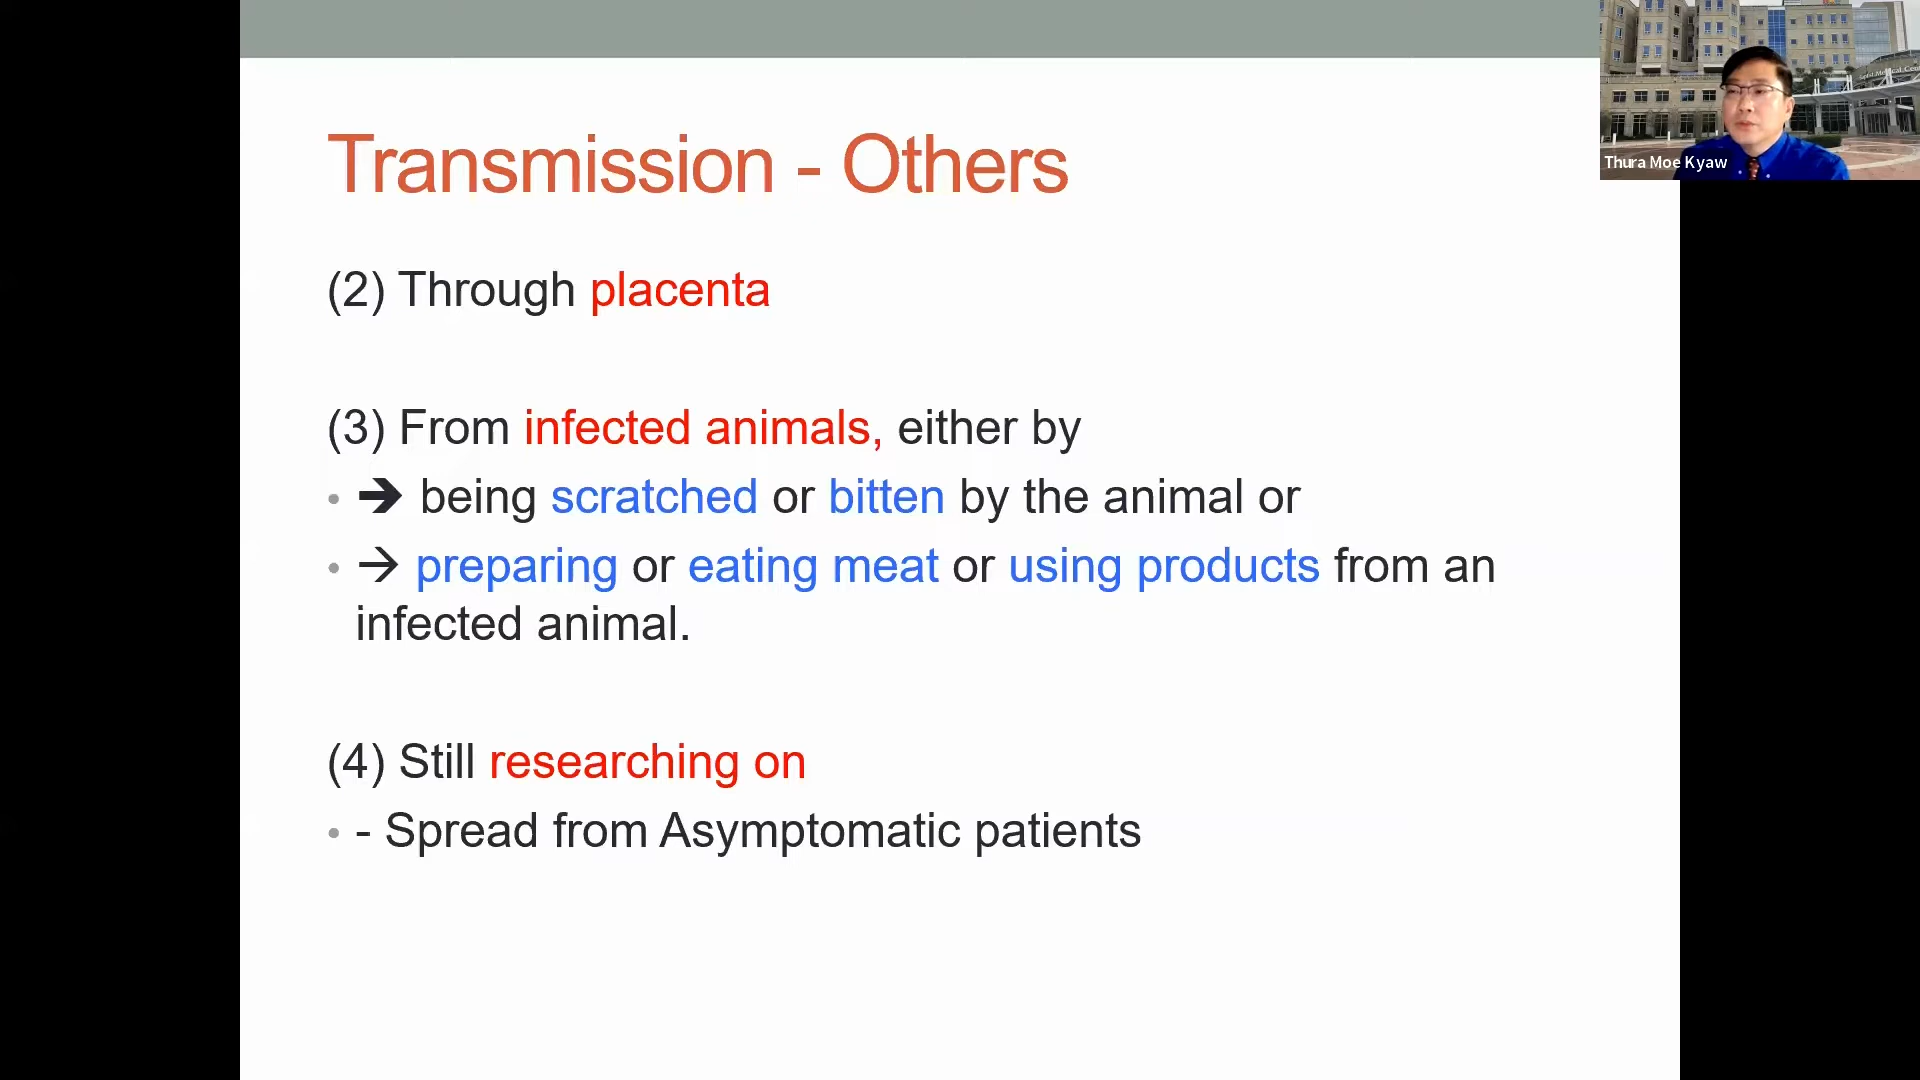 Transmission - Others
(2) Through placenta
(3) From infected animals, either by
• ➔ being scratched or bitten by the animal or
• → preparing or eating meat or using products from an
infected animal.
(4) Still researching on
• - Spread from Asymptomatic patients
Thura Moe Kyaw